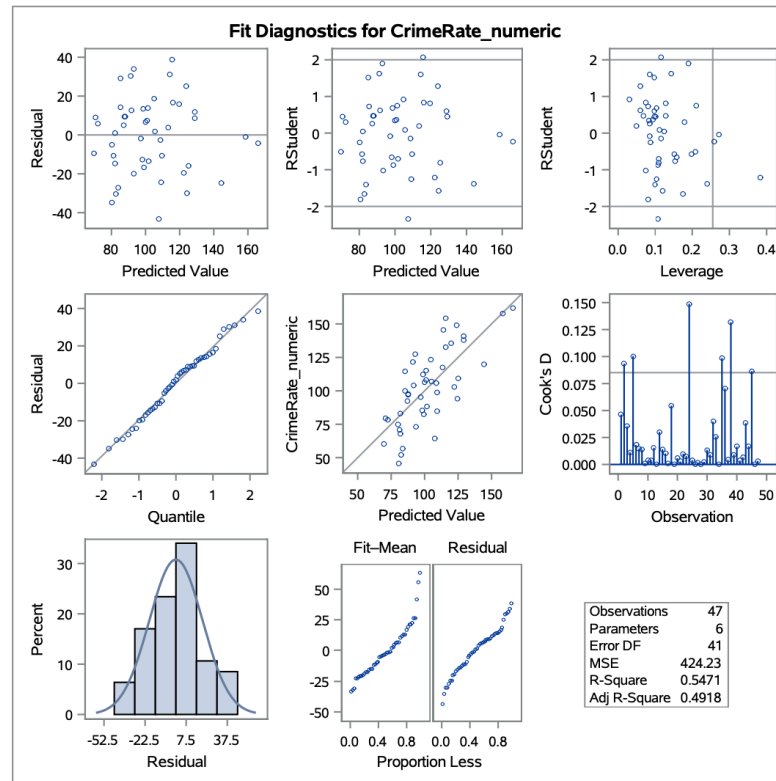 Fit Diagnostics for CrimeRate_numeric
40
20
0
-20
-40
Residual
80 100 120 140 160
Predicted Value
2
1
0
-1
-2
RStudent
80 100 120 140 160
Predicted Value
2
1
0
-1
-2
RStudent
0.0 0.1 0.2 0.3 0.4
Leverage
40
20
0
-20
-40
Residual
-2 -1 0 1 2
Quantile
150
125
100
75
50
CrimeRate_numeric
50 75 100 125 150
Predicted Value
0.150
0.125
0.100
0.075
0.050
0.025
0.000
Cook's D
0 10 20 30 40 50
Observation
30
20
10
0
Percent
-52.5 -22.5 7.5 37.5
Residual
Fit–Mean Residual
50
25
0
-25
-50
0.0 0.4 0.8 0.0 0.4 0.8
Proportion Less
Observations 47
Parameters 6
Error DF 41
MSE 424.23
R-Square 0.5471
Adj R-Square 0.4918